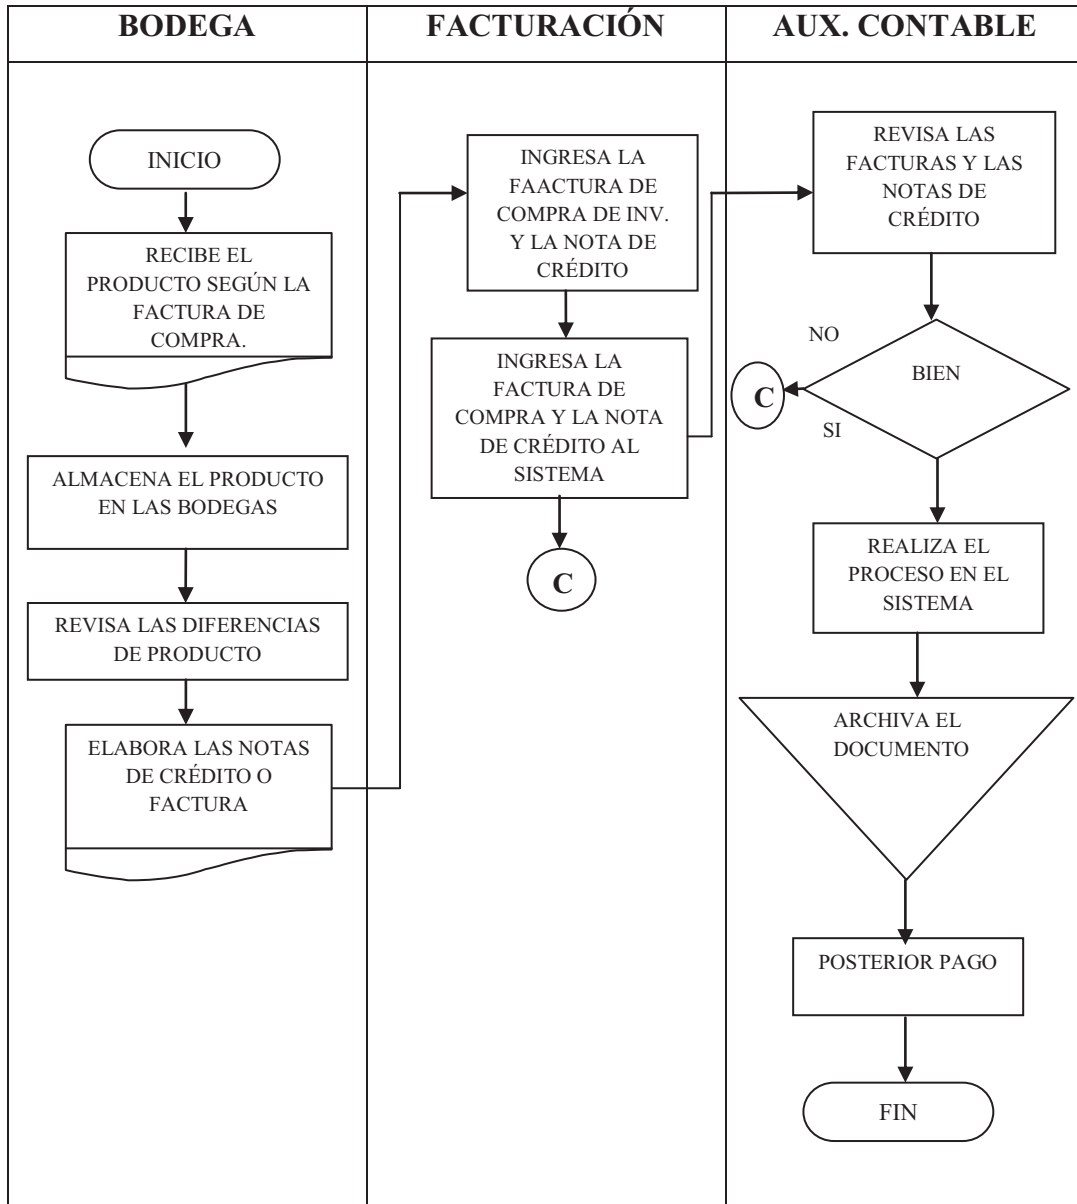 BODEGA
FACTURACIÓN
AUX. CONTABLE
INICIO
RECIBE EL
PRODUCTO SEGÚN LA
FACTURA DE
COMPRA.
ALMACENA EL PRODUCTO
EN LAS BODEGAS
REVISA LAS DIFERENCIAS
DE PRODUCTO
ELABORA LAS NOTAS
DE CRÉDITO O
FACTURA
INGRESA LA
FAACTURA DE
COMPRA DE INV.
Y LA NOTA DE
CRÉDITO
INGRESA LA
FACTURA DE
COMPRA Y LA NOTA
DE CRÉDITO AL
SISTEMA
C
REVISA LAS
FACTURAS Y LAS
NOTAS DE
CRÉDITO
NO
BIEN
C
SI
REALIZA EL
PROCESO EN EL
SISTEMA
ARCHIVA EL
DOCUMENTO
POSTERIOR PAGO
FIN